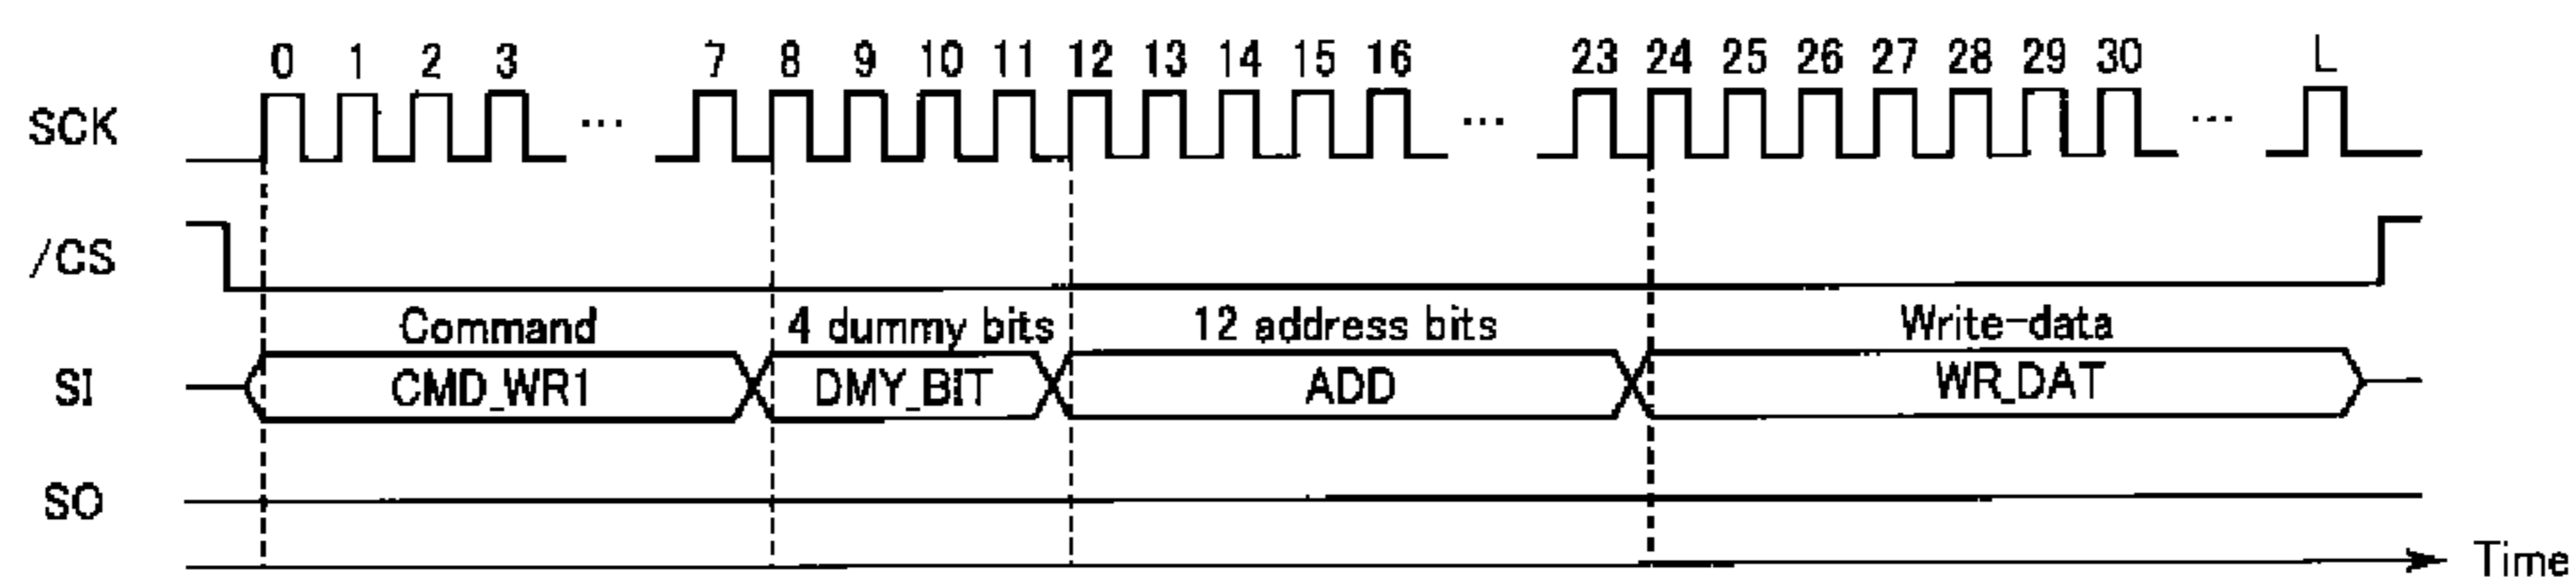 0 1 2 3 7 8 9 10 11 12 13 14 15 16 23 24 25 26 27 28 29 30 L
SCK ... ... ...
/CS
Command 4 dummy bits 12 address bits Write-data
SI CMD_WR1 DMY_BIT ADD WR_DAT
SO
Time